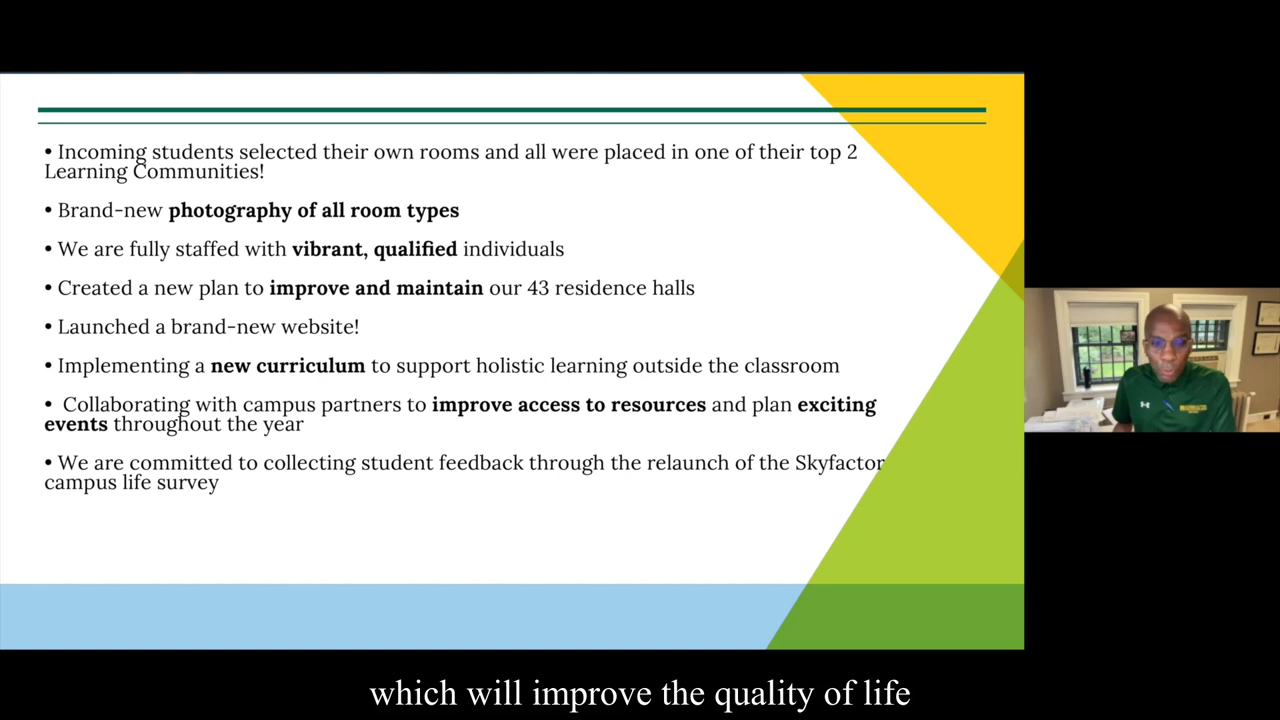 • Incoming students selected their own rooms and all were placed in one of their top 2
Learning Communities!
• Brand-new photography of all room types
• We are fully staffed with vibrant, qualified individuals
• Created a new plan to improve and maintain our 43 residence halls
• Launched a brand-new website!
• Implementing a new curriculum to support holistic learning outside the classroom
• Collaborating with campus partners to improve access to resources and plan exciting
events throughout the year
• We are committed to collecting student feedback through the relaunch of the Skyfactor
campus life survey
which will improve the quality of life